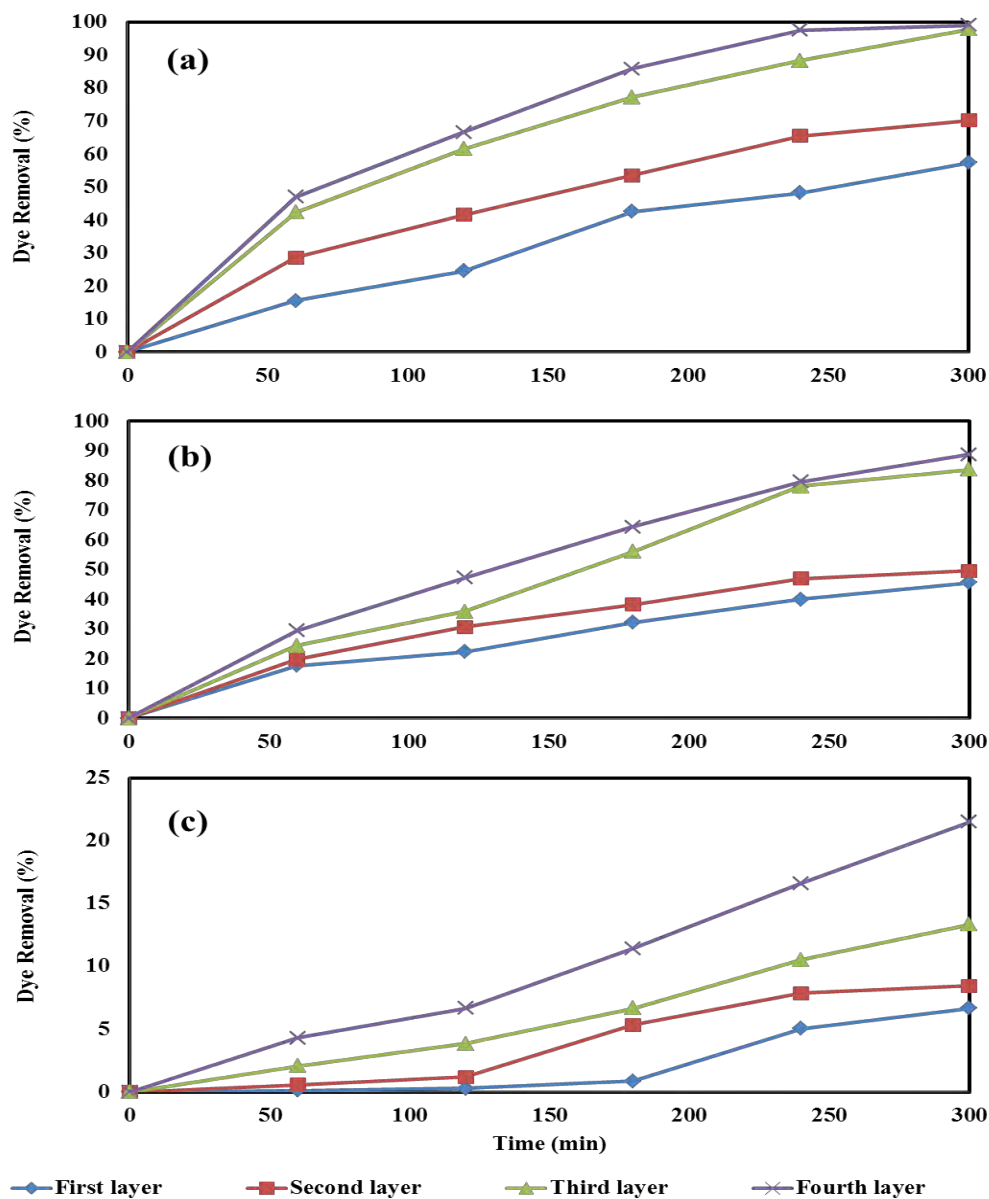 100
90
80
70
60
50
40
30
20
10
0
Dye Removal (%)
(a)
0 50 100 150 200 250 300
100
90
80
70
60
50
40
30
20
10
0
Dye Removal (%)
(b)
0 50 100 150 200 250 300
25
20
15
10
5
0
Dye Removal (%)
(c)
0 50 100 150 200 250 300
Time (min)
First layer Second layer Third layer Fourth layer